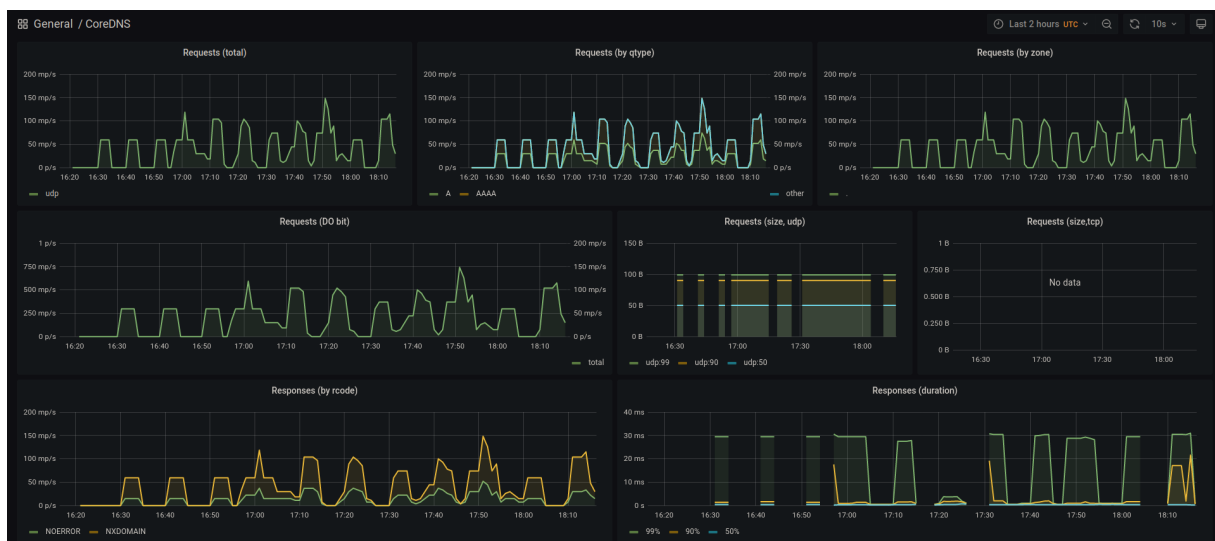 General / CoreDNS
Last 2 hours UTC
10s
Requests (total)
200 mp/s
150 mp/s
100 mp/s
50 mp/s
0 p/s
16:20 16:30 16:40 16:50 17:00 17:10 17:20 17:30 17:40 17:50 18:00 18:10
udp
Requests (by qtype)
200 mp/s 200 mp/s
150 mp/s 150 mp/s
100 mp/s 100 mp/s
50 mp/s 50 mp/s
0 p/s 0 p/s
16:20 16:30 16:40 16:50 17:00 17:10 17:20 17:30 17:40 17:50 18:00 18:10
A AAAA other
Requests (by zone)
200 mp/s
150 mp/s
100 mp/s
50 mp/s
0 p/s
16:20 16:30 16:40 16:50 17:00 17:10 17:20 17:30 17:40 17:50 18:00 18:10
.
Requests (DO bit)
1 p/s 200 mp/s
750 mp/s 150 mp/s
500 mp/s 100 mp/s
250 mp/s 50 mp/s
0 p/s 0 p/s
16:20 16:30 16:40 16:50 17:00 17:10 17:20 17:30 17:40 17:50 18:00 18:10
total
Requests (size, udp)
150 B
100 B
50 B
0 B
16:30 17:00 17:30 18:00
udp:99 udp:90 udp:50
Requests (size,tcp)
1 B
0.750 B
0.500 B
0.250 B
0 B
No data
16:30 17:00 17:30 18:00
Responses (by rcode)
200 mp/s
150 mp/s
100 mp/s
50 mp/s
0 p/s
16:20 16:30 16:40 16:50 17:00 17:10 17:20 17:30 17:40 17:50 18:00 18:10
NOERROR NXDOMAIN
Responses (duration)
40 ms
30 ms
20 ms
10 ms
0 s
16:20 16:30 16:40 16:50 17:00 17:10 17:20 17:30 17:40 17:50 18:00 18:10
99% 90% 50%